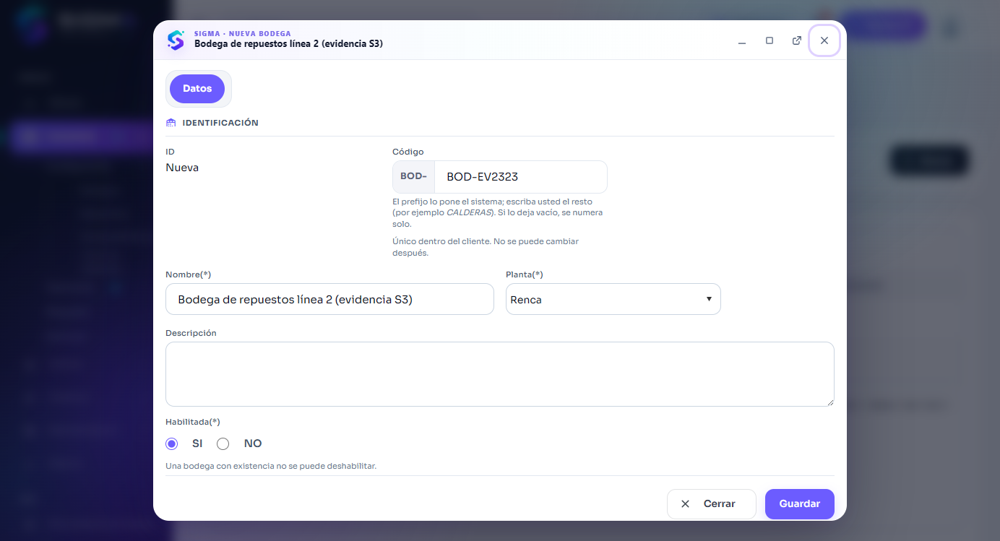 SIGMA · NUEVA BODEGA
Bodega de repuestos línea 2 (evidencia S3)
Datos
IDENTIFICACIÓN
ID
Nueva
Código
BOD-
BOD-EV2323
El prefijo lo pone el sistema; escriba usted el resto
(por ejemplo CALDERAS). Si lo deja vacío, se numera
solo.
Único dentro del cliente. No se puede cambiar
después.
Nombre(*)
Bodega de repuestos línea 2 (evidencia S3)
Planta(*)
Renca
Descripción
Habilitada(*)
SI
NO
Una bodega con existencia no se puede deshabilitar.
Cerrar
Guardar